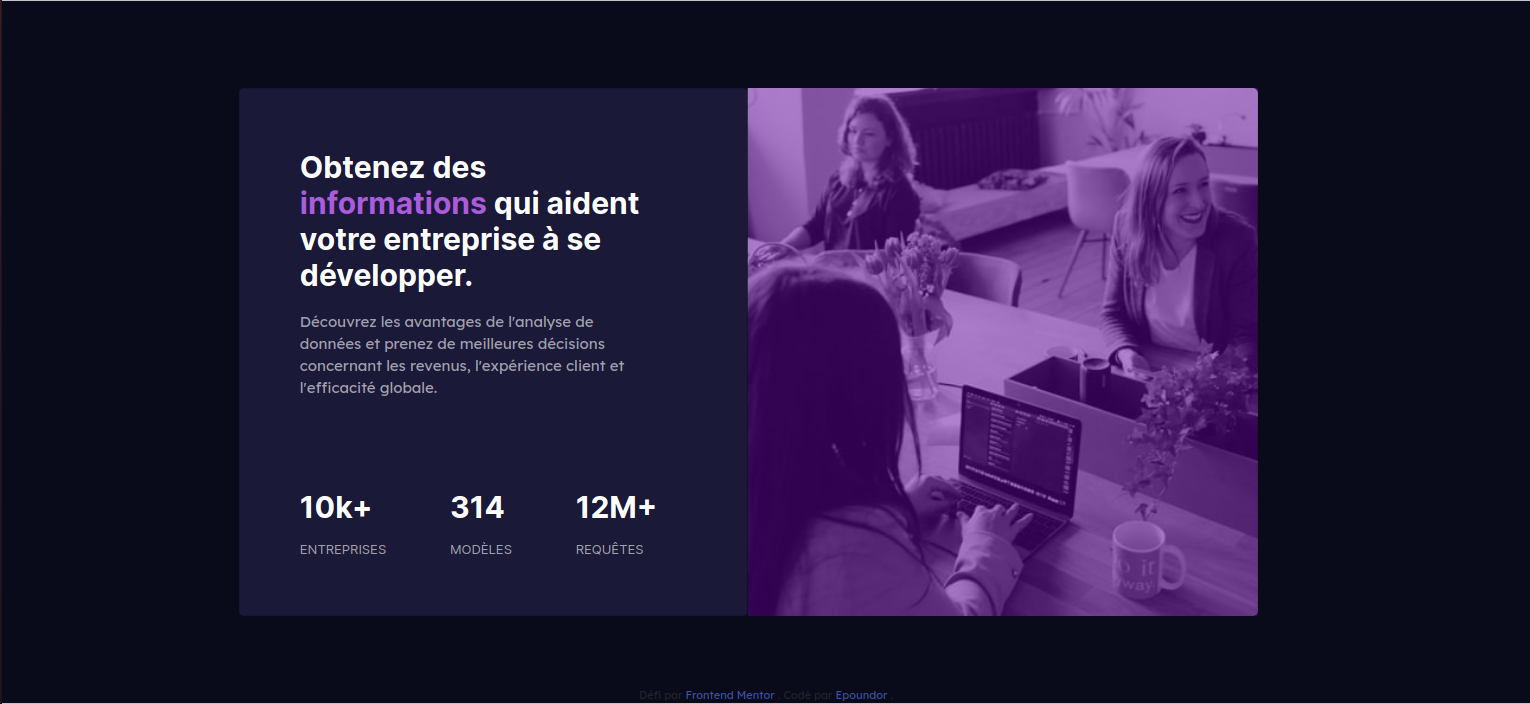 Obtenez des
informations qui aident
votre entreprise à se
développer.
Découvrez les avantages de l'analyse de
données et prenez de meilleures décisions
concernant les revenus, l'expérience client et
l'efficacité globale.
10k+ 314 12M+
ENTREPRISES MODÈLES REQUÊTES
it
way.
Défi par Frontend Mentor . Codé par Epoundor .